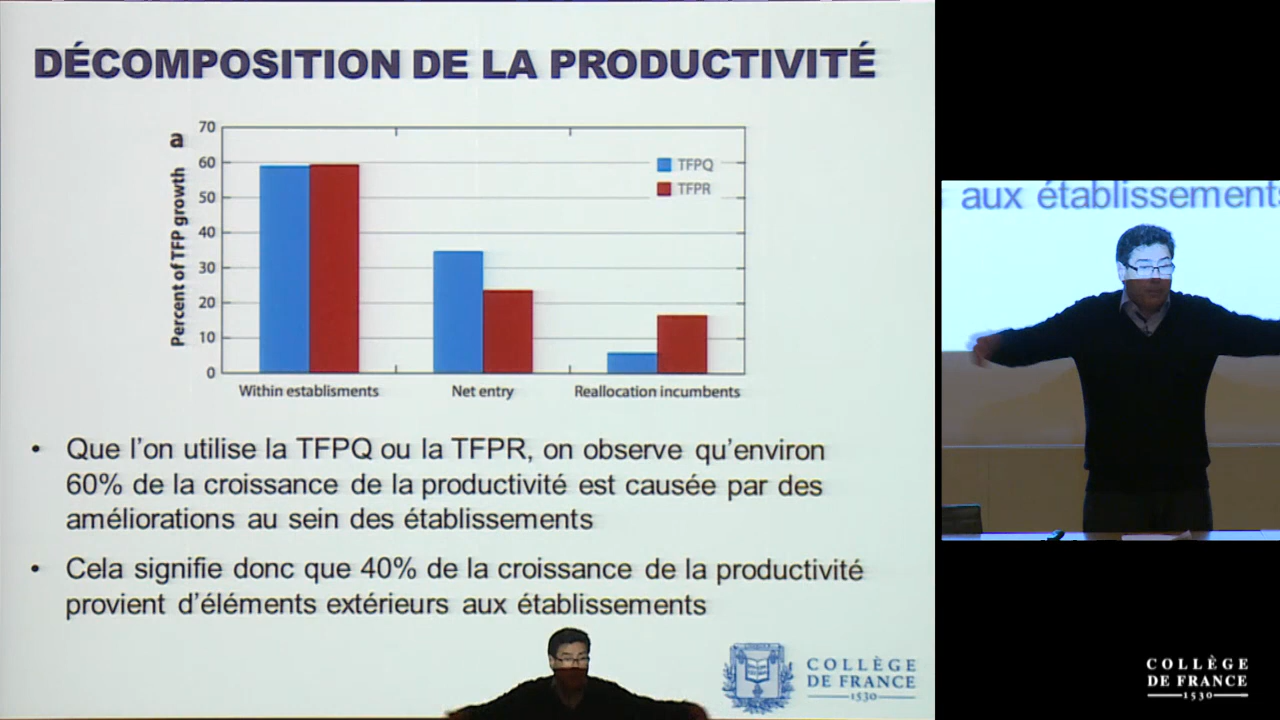 DÉCOMPOSITION DE LA PRODUCTIVITÉ
a
Percent of TFP growth
70
60
50
40
30
20
10
0
TFPQ
TFPR
Within establisments
Net entry
Reallocation incumbents
• Que l'on utilise la TFPQ ou la TFPR, on observe qu'environ
60% de la croissance de la productivité est causée par des
améliorations au sein des établissements
• Cela signifie donc que 40% de la croissance de la productivité
provient d'éléments extérieurs aux établissements
COLLÈGE
DE FRANCE
1530
aux établissements
COLLÈGE
DE FRANCE
1530